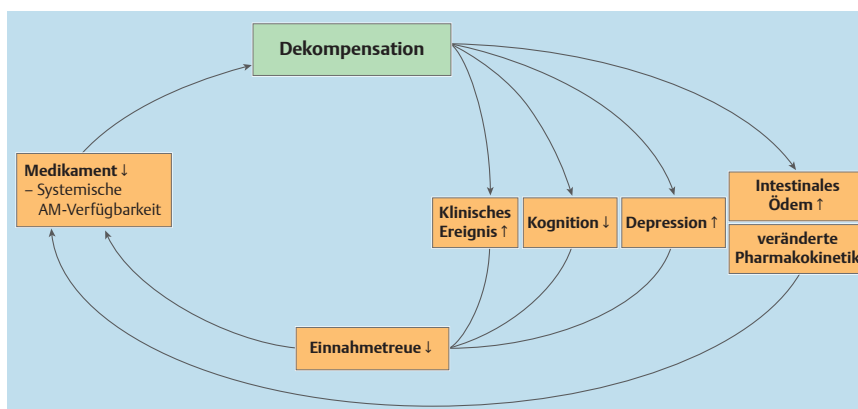 Dekompensation
Medikament ↓
– Systemische
AM-Verfügbarkeit
Klinisches
Ereignis ↑
Kognition ↓
Depression ↑
Intestinales
Ödem ↑
veränderte
Pharmakokinetik
Einnahmetreue ↓